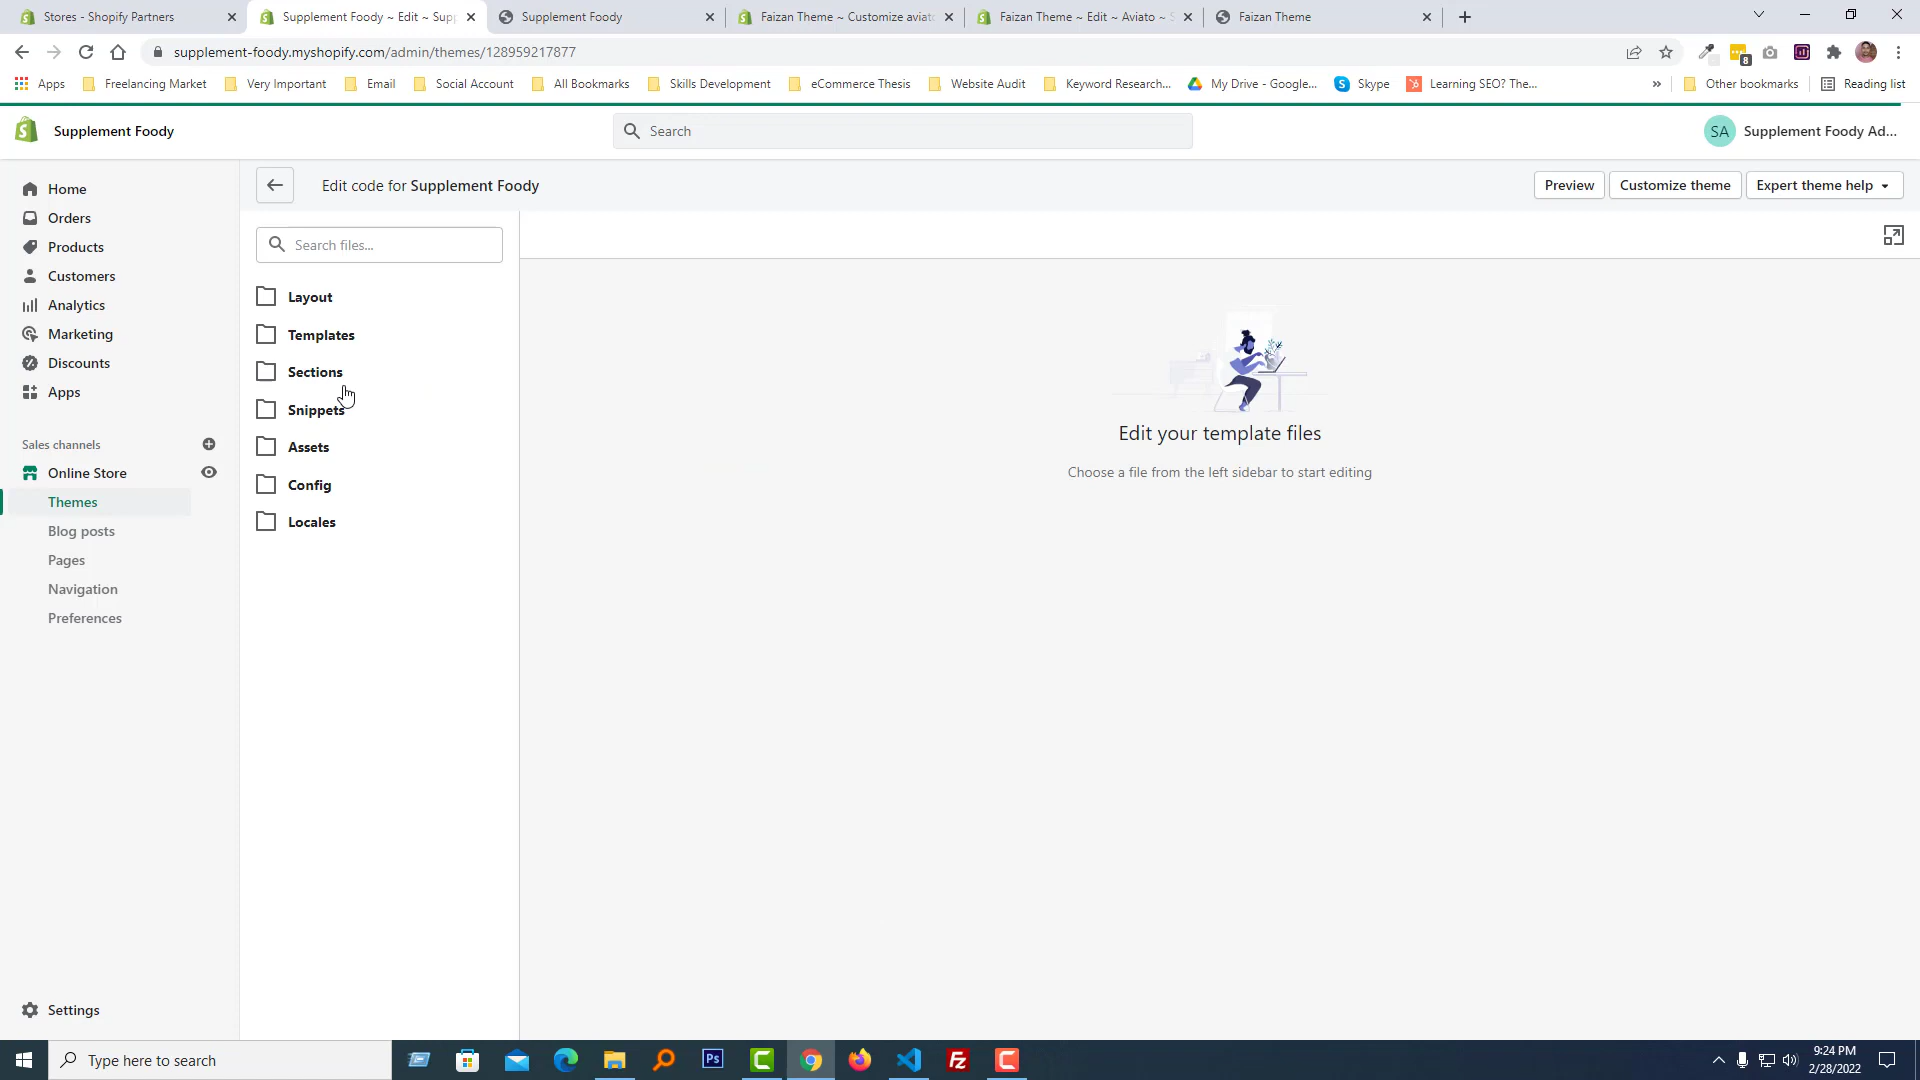 Stores - Shopify Partners
Supplement Foody ~ Edit ~ Supp
Supplement Foody
Faizan Theme ~ Customize aviato
Faizan Theme ~ Edit ~ Aviato ~ S
Faizan Theme
supplement-foody.myshopify.com/admin/themes/128959217877
8
Apps
Freelancing Market
Very Important
Email
Social Account
All Bookmarks
Skills Development
eCommerce Thesis
Website Audit
Keyword Research...
My Drive - Google...
Skype
Learning SEO? The...
»
Other bookmarks
Reading list
Supplement Foody
Search
SA
Supplement Foody Ad...
Home
Orders
Products
Customers
Analytics
Marketing
Discounts
Apps
Sales channels
Online Store
Themes
Blog posts
Pages
Navigation
Preferences
Settings
Edit code for Supplement Foody
Preview
Customize theme
Expert theme help
Search files...
Layout
Templates
Sections
Snippets
Assets
Config
Locales
Edit your template files
Choose a file from the left sidebar to start editing
Type here to search
Ps
Fz
9:24 PM
2/28/2022